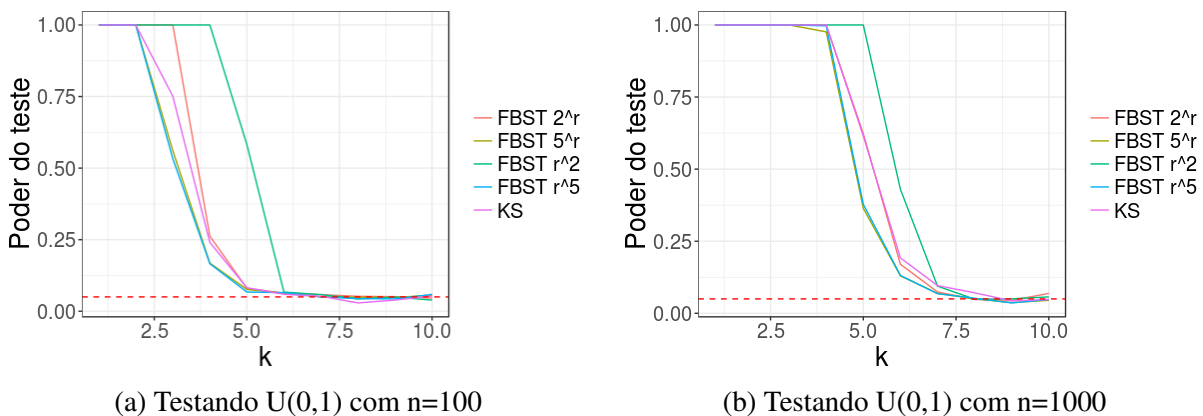 1.00
0.75
0.50
0.25
0.00
Poder do teste
2.5 5.0 7.5 10.0
k
FBST 2^r
FBST 5^r
FBST r^2
FBST r^5
KS
(a) Testando U(0,1) com n=100
1.00
0.75
0.50
0.25
0.00
Poder do teste
2.5 5.0 7.5 10.0
k
FBST 2^r
FBST 5^r
FBST r^2
FBST r^5
KS
(b) Testando U(0,1) com n=1000